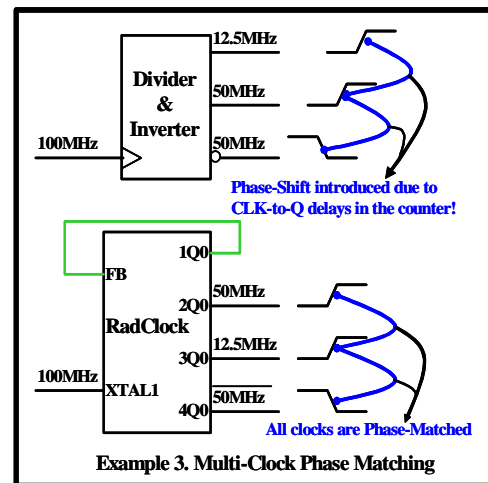 12.5MHz
Divider
&
Inverter
50MHz
100MHz
50MHz
Phase-Shift introduced due to
CLK-to-Q delays in the counter!
1Q0
FB
50MHz
2Q0
RadClock
12.5MHz
3Q0
100MHz
XTAL1
50MHz
4Q0
All clocks are Phase-Matched
Example 3. Multi-Clock Phase Matching